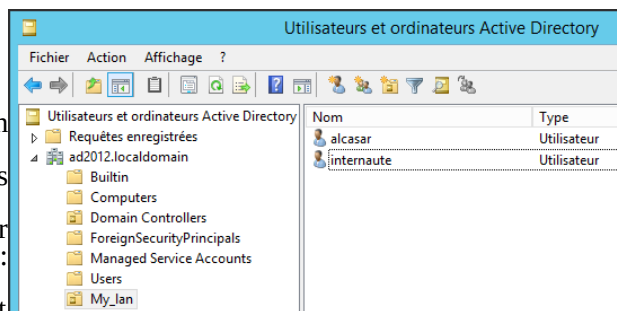 Utilisateurs et ordinateurs Active Directory
Fichier Action Affichage ?
Utilisateurs et ordinateurs Active Directory
Requêtes enregistrées
ad2012.localdomain
Builtin
Computers
Domain Controllers
ForeignSecurityPrincipals
Managed Service Accounts
Users
My_lan
Nom Type
alcasar Utilisateur
internaute Utilisateur